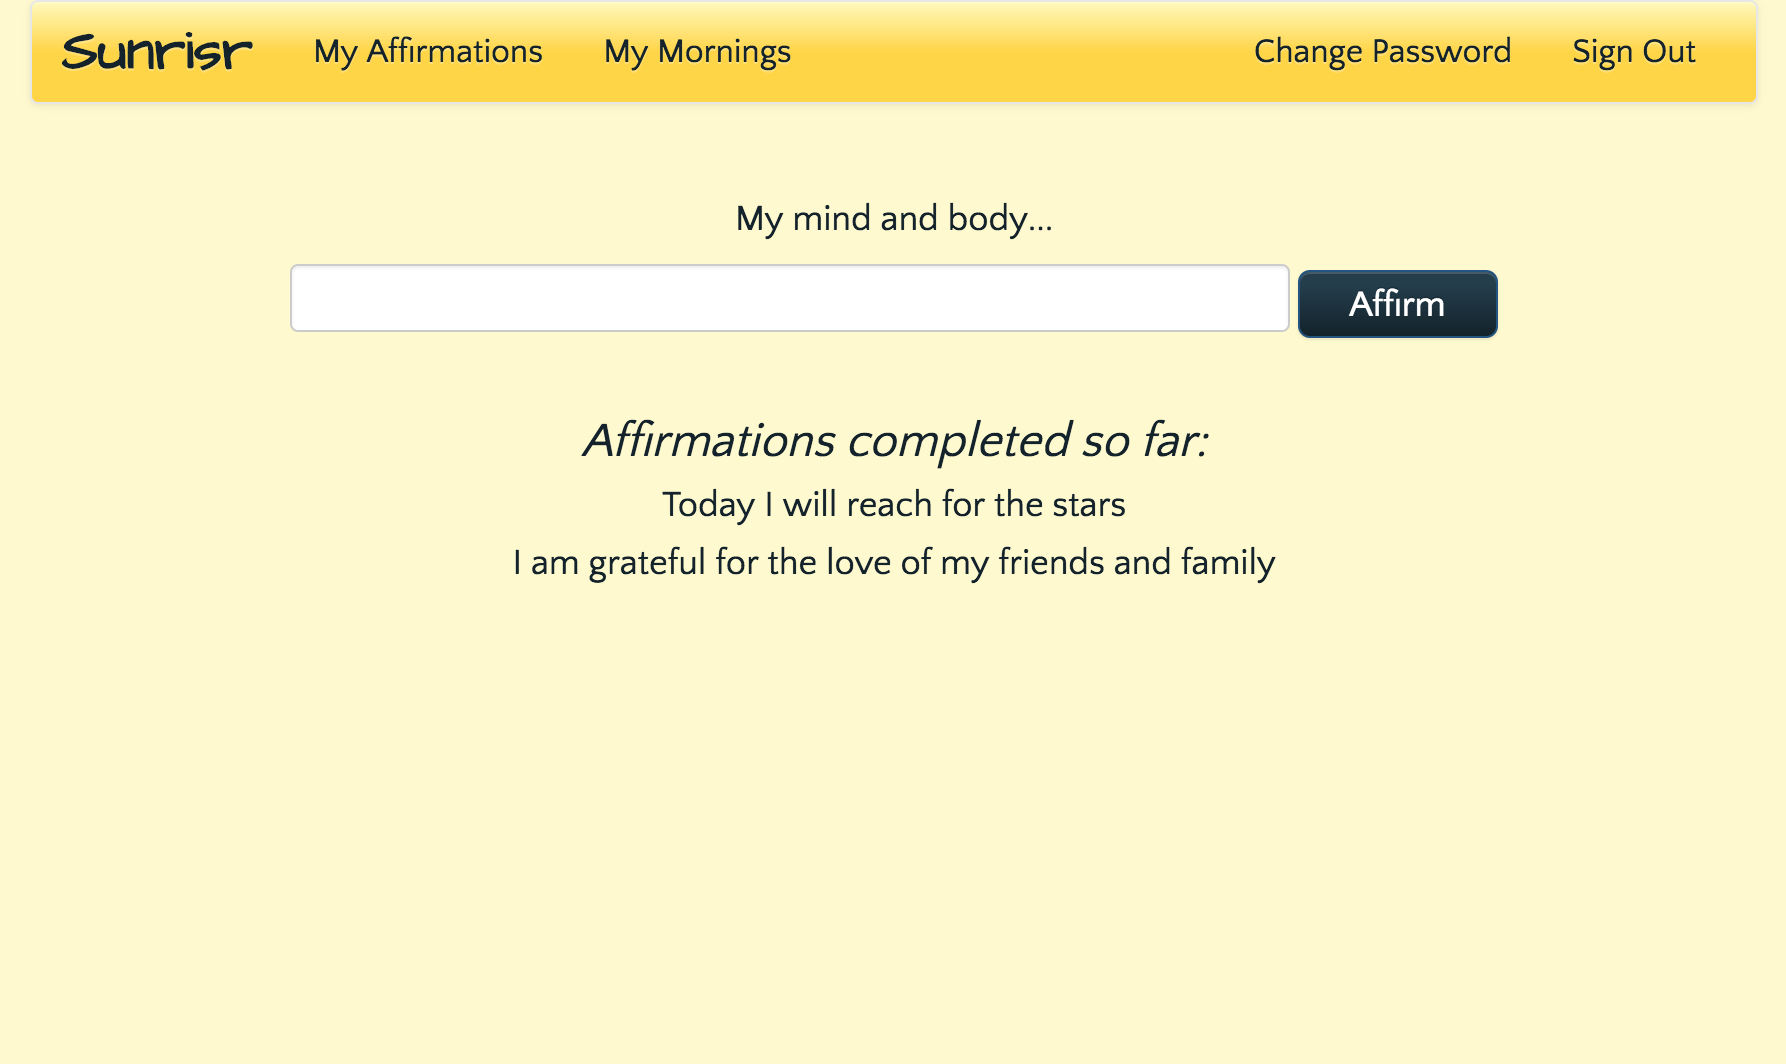 Sunrisr My Affirmations My Mornings Change Password Sign Out
My mind and body...
Affirm
Affirmations completed so far:
Today I will reach for the stars
I am grateful for the love of my friends and family